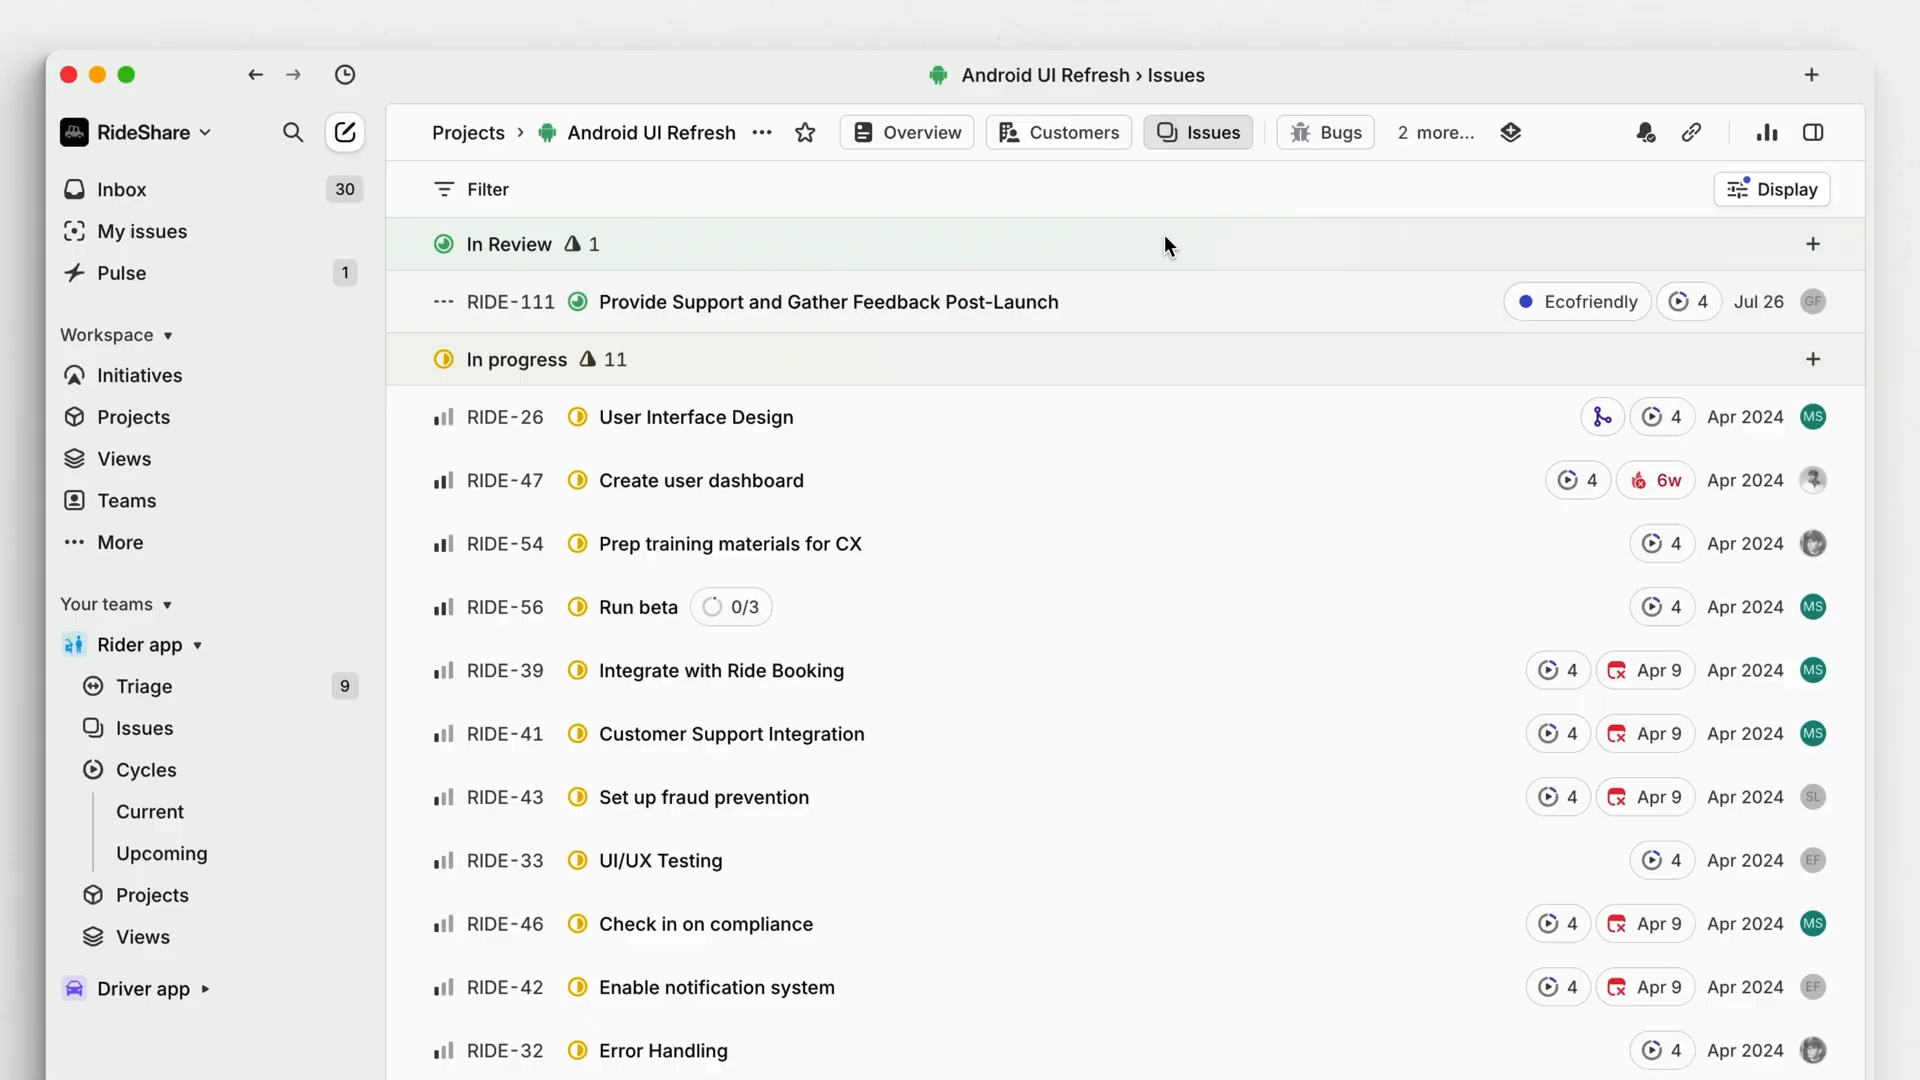 Android UI Refresh › Issues
RideShare
Inbox 30
My issues
Pulse 1
Workspace
Initiatives
Projects
Views
Teams
More
Your teams
Rider app
Triage 9
Issues
Cycles
Current
Upcoming
Projects
Views
Driver app
Projects › Android UI Refresh Overview Customers Issues Bugs 2 more...
Filter Display
In Review 1
RIDE-111 Provide Support and Gather Feedback Post-Launch Ecofriendly 4 Jul 26 GF
In progress 11
RIDE-26 User Interface Design 4 Apr 2024 MS
RIDE-47 Create user dashboard 4 6w Apr 2024
RIDE-54 Prep training materials for CX 4 Apr 2024
RIDE-56 Run beta 0/3 4 Apr 2024 MS
RIDE-39 Integrate with Ride Booking 4 Apr 9 Apr 2024 MS
RIDE-41 Customer Support Integration 4 Apr 9 Apr 2024 MS
RIDE-43 Set up fraud prevention 4 Apr 9 Apr 2024 SL
RIDE-33 UI/UX Testing 4 Apr 2024 EF
RIDE-46 Check in on compliance 4 Apr 9 Apr 2024 MS
RIDE-42 Enable notification system 4 Apr 9 Apr 2024 EF
RIDE-32 Error Handling 4 Apr 2024